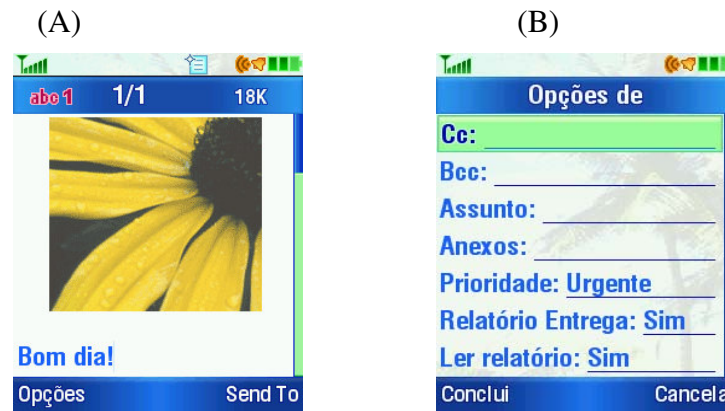 (A)
(B)
abc 1 1/1 18K
Bom dia!
Opções Send To
Opções de
Cc:
Bcc:
Assunto:
Anexos:
Prioridade: Urgente
Relatório Entrega: Sim
Ler relatório: Sim
Conclui Cancela